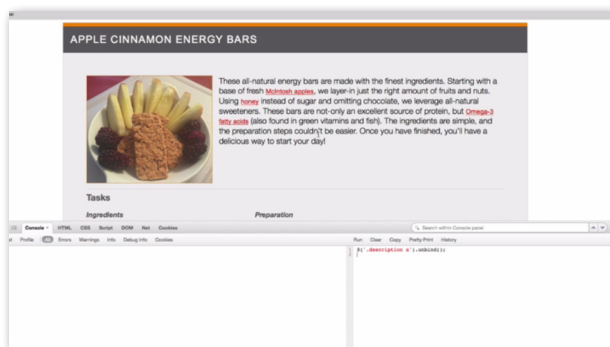 APPLE CINNAMON ENERGY BARS
These all-natural energy bars are made with the finest ingredients. Starting with a
base of fresh McIntosh apples, we layer-in just the right amount of fruits and nuts.
Using honey instead of sugar and omitting chocolate, we leverage all-natural
sweeteners. These bars are not-only an excellent source of protein, but Omega-3
fatty acids (also found in green vitamins and fish). The ingredients are simple, and
the preparation steps couldn't be easier. Once you have finished, you'll have a
delicious way to start your day!
Tasks
Ingredients Preparation
Console HTML CSS Script DOM Net Cookies Search within Console panel
Profile All Errors Warnings Info Debug Info Cookies Run Clear Copy Pretty Print History
$('.description a').unbind();